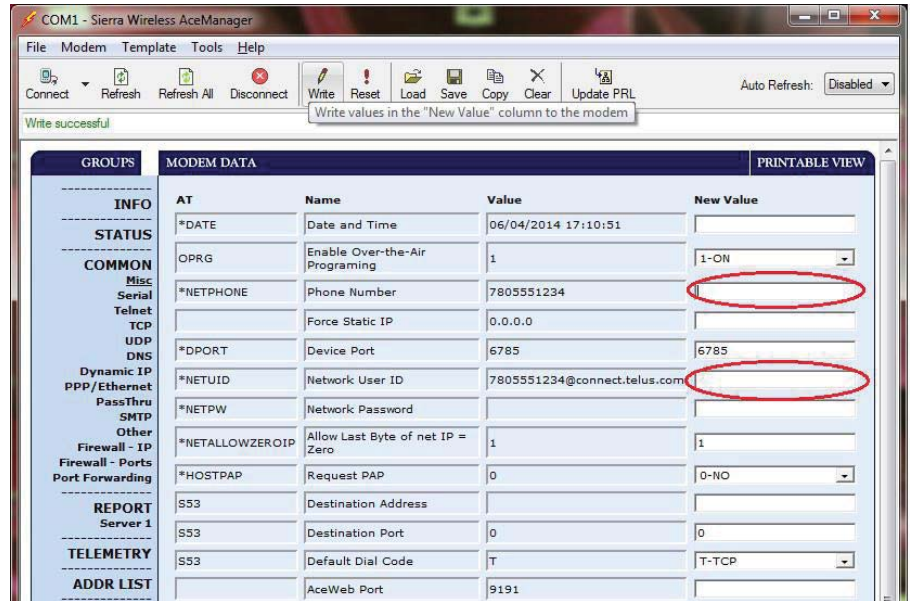 COM1 - Sierra Wireless AceManager
File Modem Template Tools Help
Connect Refresh Refresh All Disconnect Write Reset Load Save Copy Clear Update PRL Auto Refresh: Disabled
Write values in the "New Value" column to the modem
Write successful
GROUPS MODEM DATA PRINTABLE VIEW
INFO
STATUS
COMMON
Misc
Serial
Telnet
TCP
UDP
DNS
Dynamic IP
PPP/Ethernet
PassThru
SMTP
Other
Firewall - IP
Firewall - Ports
Port Forwarding
REPORT
Server 1
TELEMETRY
ADDR LIST
AT Name Value New Value
*DATE Date and Time 06/04/2014 17:10:51
OPRG Enable Over-the-Air Programing 1 1-ON
*NETPHONE Phone Number 7805551234
Force Static IP 0.0.0.0
*DPORT Device Port 6785 6785
*NETUID Network User ID 7805551234@connect.telus.com
*NETPW Network Password
*NETALLOWZEROIP Allow Last Byte of net IP = Zero 1 1
*HOSTPAP Request PAP 0 0-NO
S53 Destination Address
S53 Destination Port 0 0
S53 Default Dial Code T T-TCP
AceWeb Port 9191